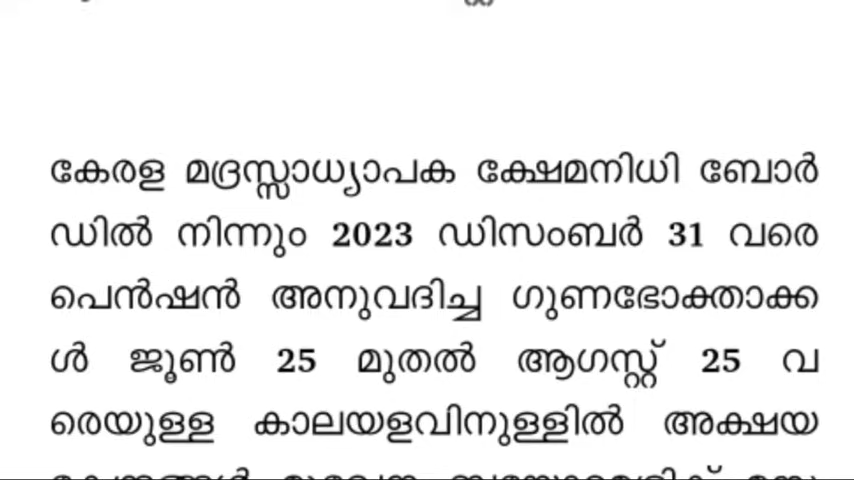 കേരള മദ്രസ്സാധ്യാപക ക്ഷേമനിധി ബോർ
ഡിൽ നിന്നും 2023 ഡിസംബർ 31 വരെ
പെൻഷൻ അനുവദിച്ച ഗുണഭോക്താക്ക
ൾ ജൂൺ 25 മുതൽ ആഗസ്റ്റ് 25 വ
രെയുള്ള കാലയളവിനുള്ളിൽ അക്ഷയ